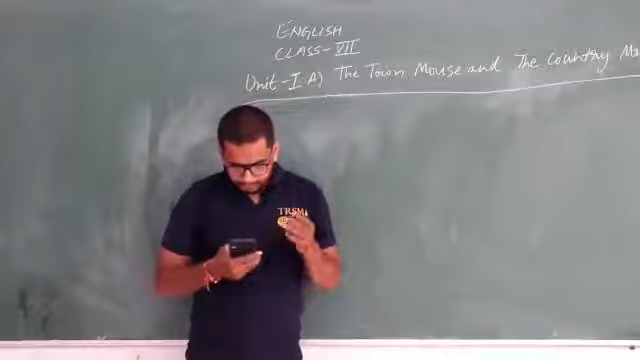 ENGLISH
CLASS-VII
Unit-I A) The Town Mouse and The Country
TRSM